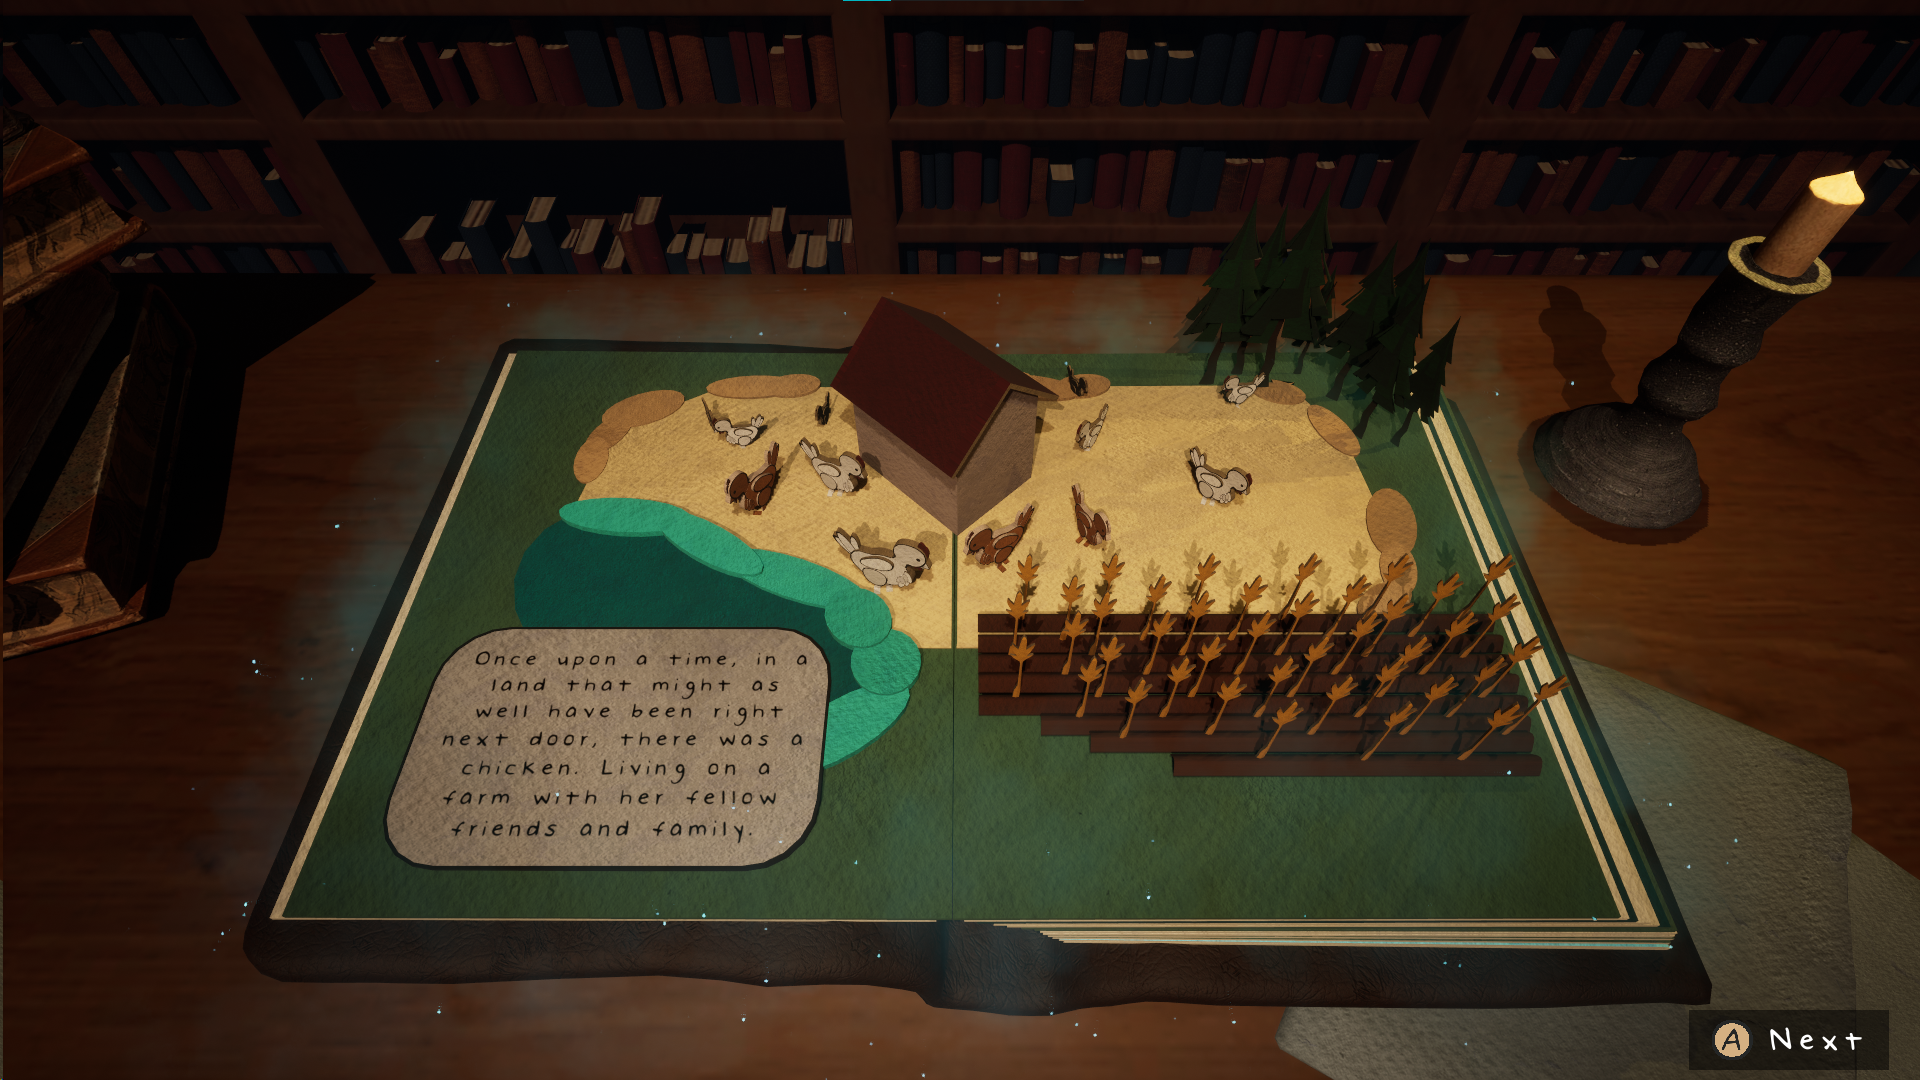 Once upon a time, in a
land that might as
well have been right
next door, there was a
chicken. Living on a
farm with her fellow
friends and family.
A Next